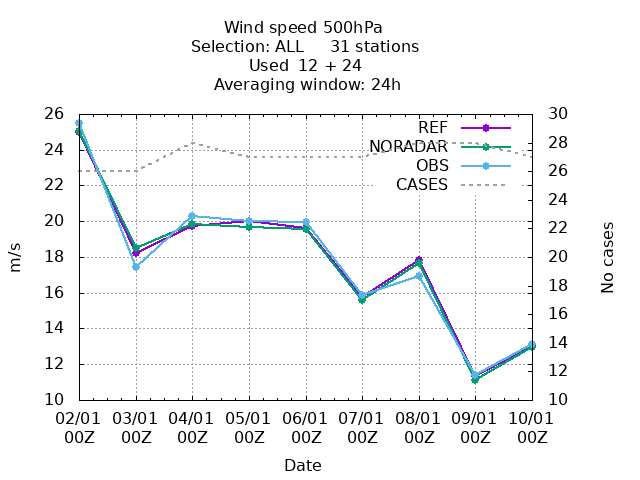 Wind speed 500hPa
Selection: ALL 31 stations
Used 12 + 24
Averaging window: 24h
26 30
24 28
22 26
20 24
18 22
16 20
14 18
12 16
10 14
12
10
m/s
No cases
REF
NORADAR
OBS
CASES
02/01 03/01 04/01 05/01 06/01 07/01 08/01 09/01 10/01
00Z 00Z 00Z 00Z 00Z 00Z 00Z 00Z 00Z
Date